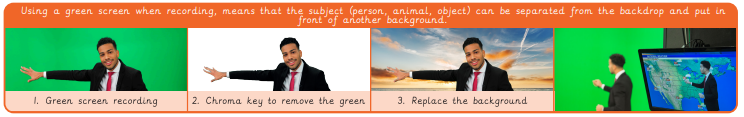 Using a green screen when recording, means that the subject (person, animal, object) can be separated from the backdrop and put in
front of another background.
1. Green screen recording
2. Chroma key to remove the green
3. Replace the background